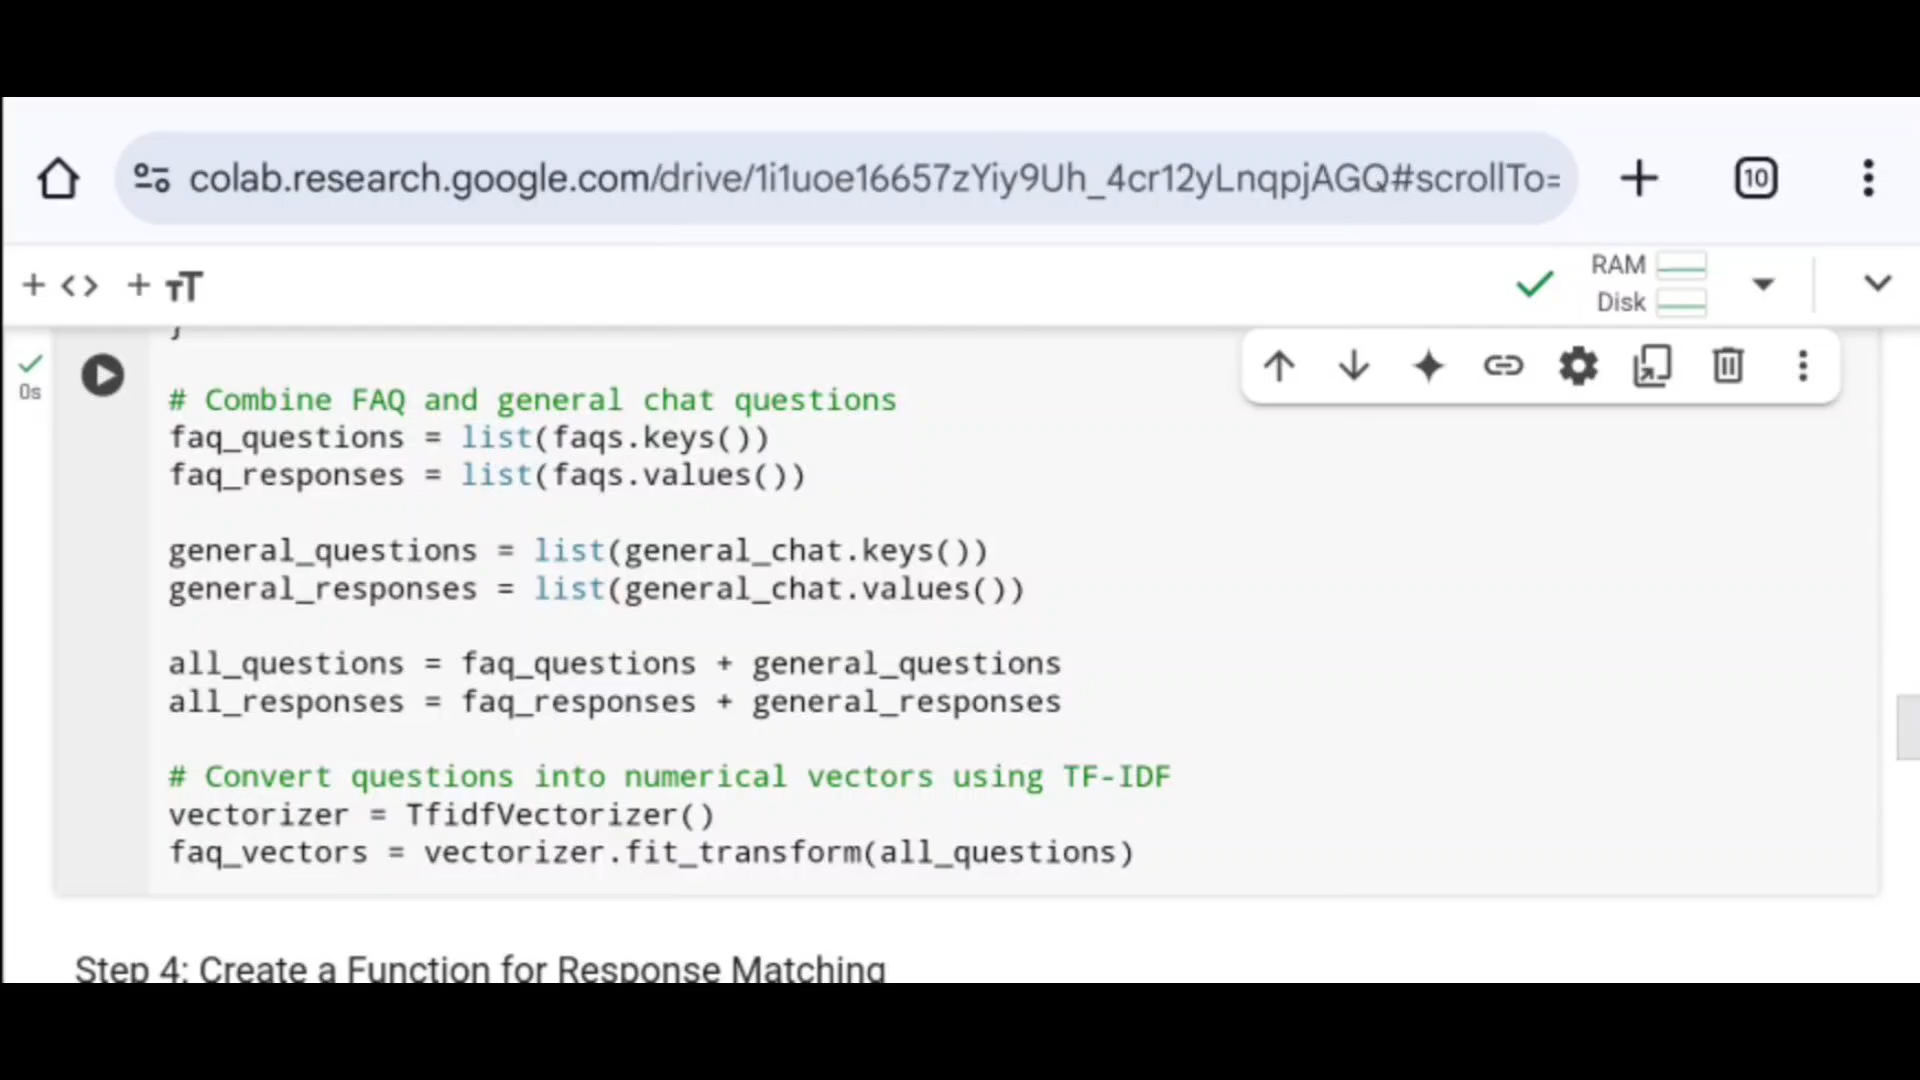 colab.research.google.com/drive/1i1uoe16657zYiy9Uh_4cr12yLnqpjAGQ#scrollTo=
10
+ <> + TT
RAM
Disk
0s
}
# Combine FAQ and general chat questions
faq_questions = list(faqs.keys())
faq_responses = list(faqs.values())
general_questions = list(general_chat.keys())
general_responses = list(general_chat.values())
all_questions = faq_questions + general_questions
all_responses = faq_responses + general_responses
# Convert questions into numerical vectors using TF-IDF
vectorizer = TfidfVectorizer()
faq_vectors = vectorizer.fit_transform(all_questions)
Step 4: Create a Function for Response Matching